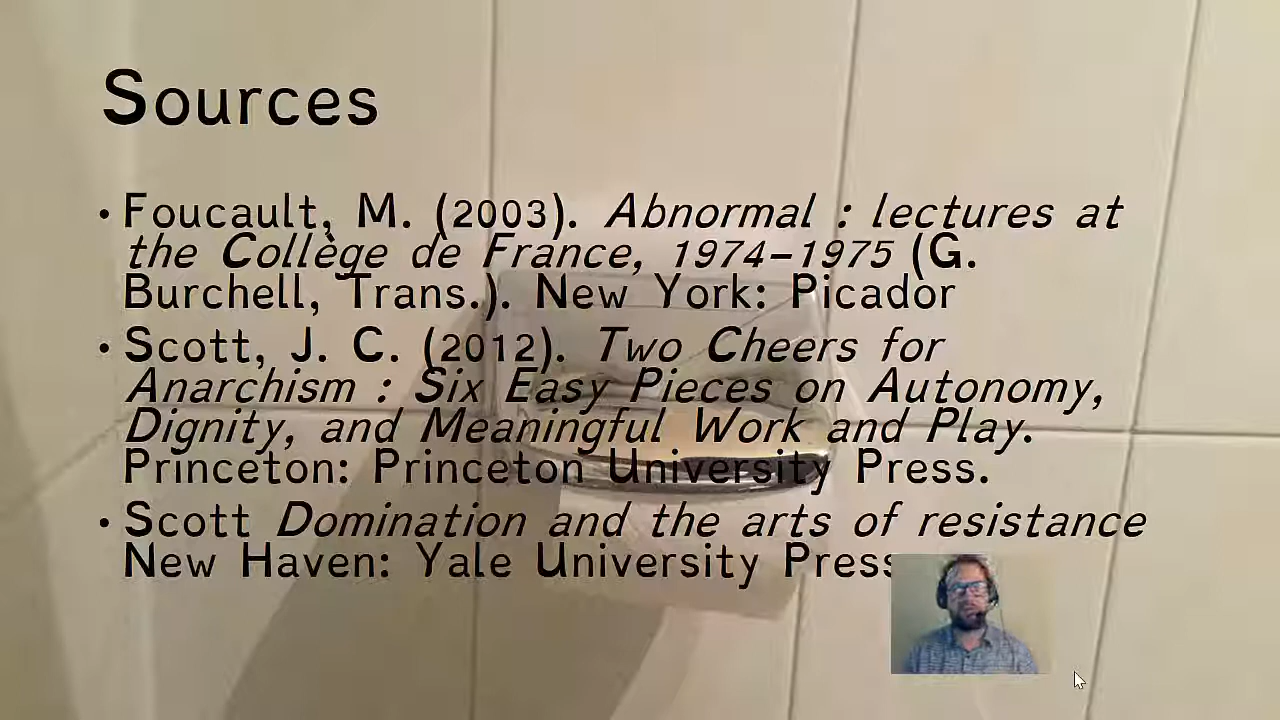 Sources
• Foucault, M. (2003). Abnormal : lectures at
the Collège de France, 1974–1975 (G.
Burchell, Trans.). New York: Picador
• Scott, J. C. (2012). Two Cheers for
Anarchism : Six Easy Pieces on Autonomy,
Dignity, and Meaningful Work and Play.
Princeton: Princeton University Press.
• Scott Domination and the arts of resistance
New Haven: Yale University Press